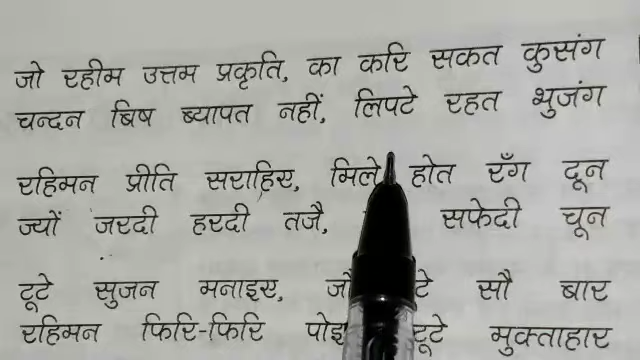 जो रहीम उत्तम प्रकृति, का करि सकत कुसंग
चन्दन बिष ब्यापत नहीं, लिपटे रहत भुजंग
रहिमन प्रीति सराहिए, मिले होत रँग दून
ज्यों जरदी हरदी तजै, सफेदी चून
टूटे सुजन मनाइए, सौ बार
रहिमन फिरि-फिरि टूटे मुक्ताहार